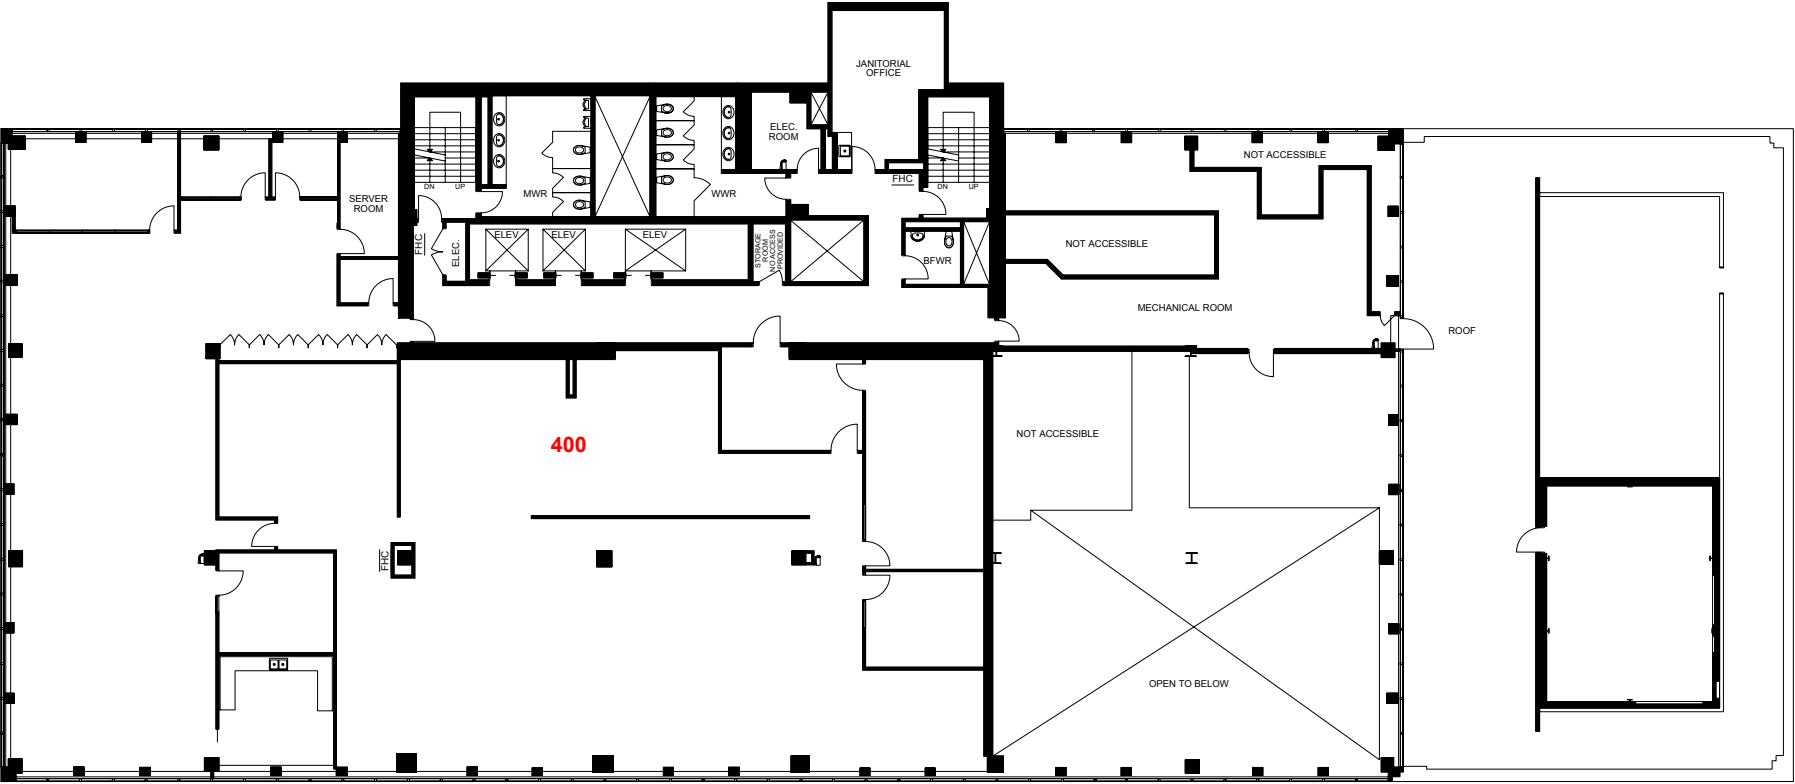 JANITORIAL
OFFICE
ELEC.
ROOM
NOT ACCESSIBLE
FHC
DN
UP
MWR
WWR
DN
UP
SERVER
ROOM
FHC
ELEC.
ELEV
ELEV
ELEV
STORAGE
ROOM
NO ACCESS
PROVIDED
BFWR
NOT ACCESSIBLE
MECHANICAL ROOM
ROOF
400
NOT ACCESSIBLE
FHC
OPEN TO BELOW